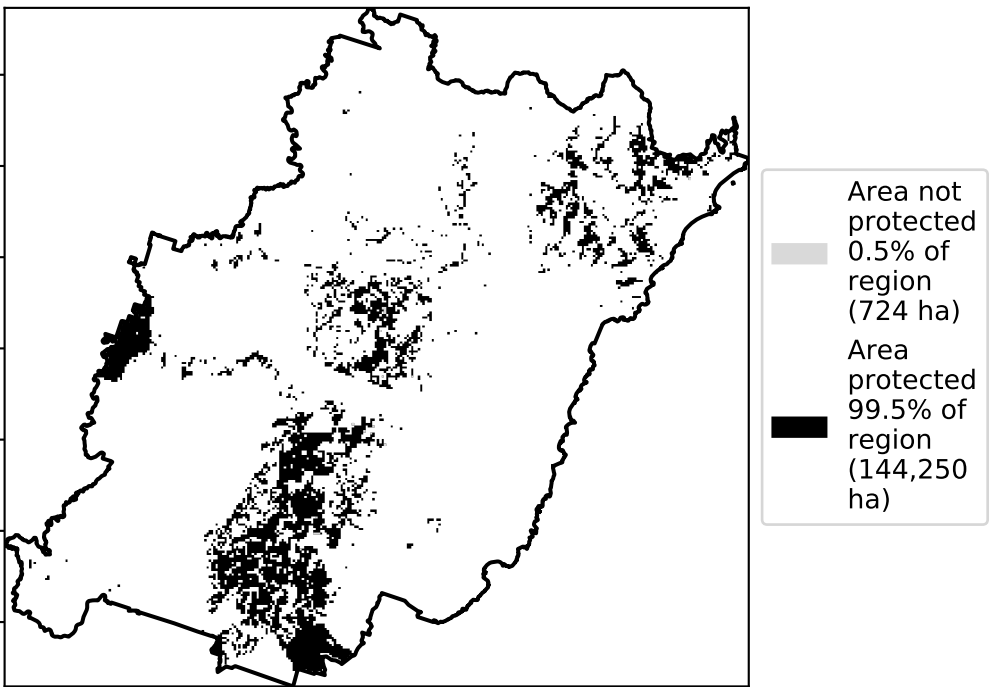 Area not
protected
0.5% of
region
(724 ha)
Area
protected
99.5% of
region
(144,250
ha)